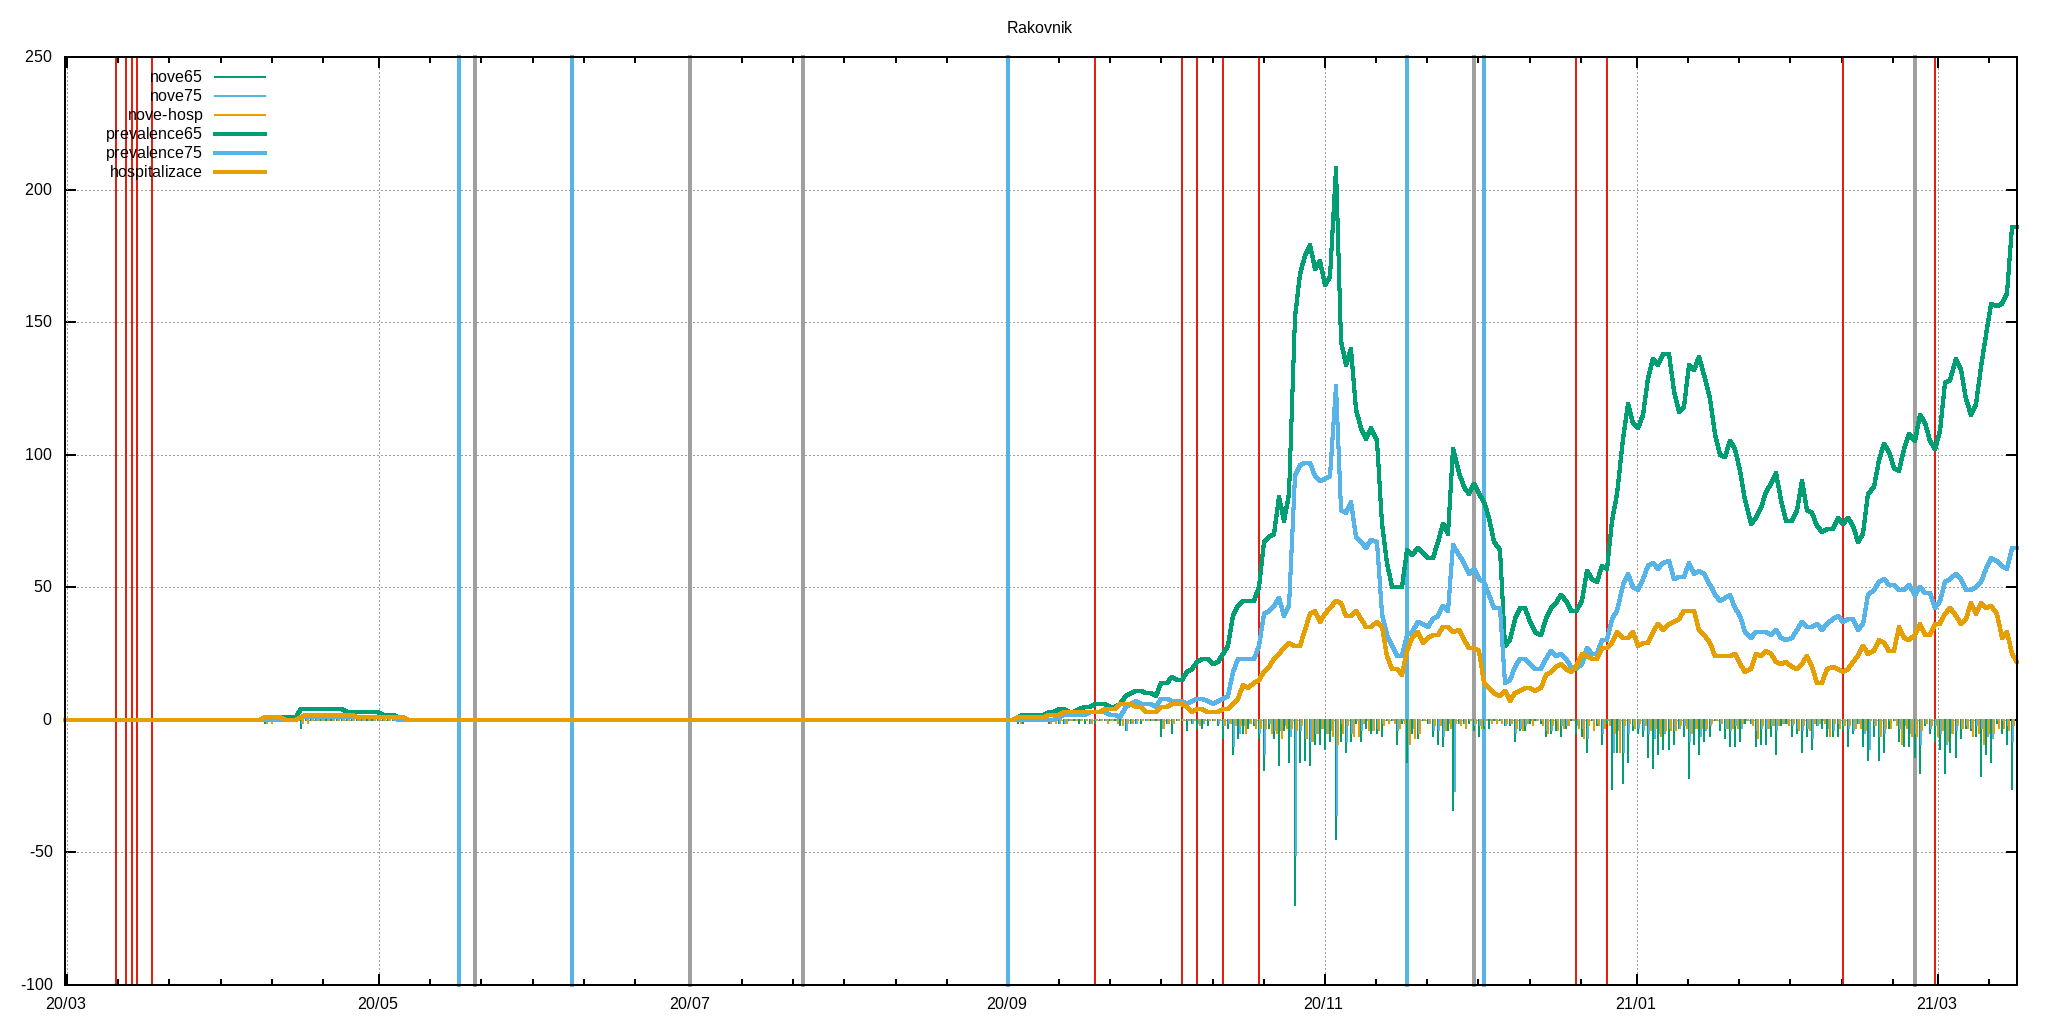 Rakovnik
250
200
150
100
50
0
-50
-100
nove65
nove75
nove-hosp
prevalence65
prevalence75
hospitalizace
20/03 20/05 20/07 20/09 20/11 21/01 21/03